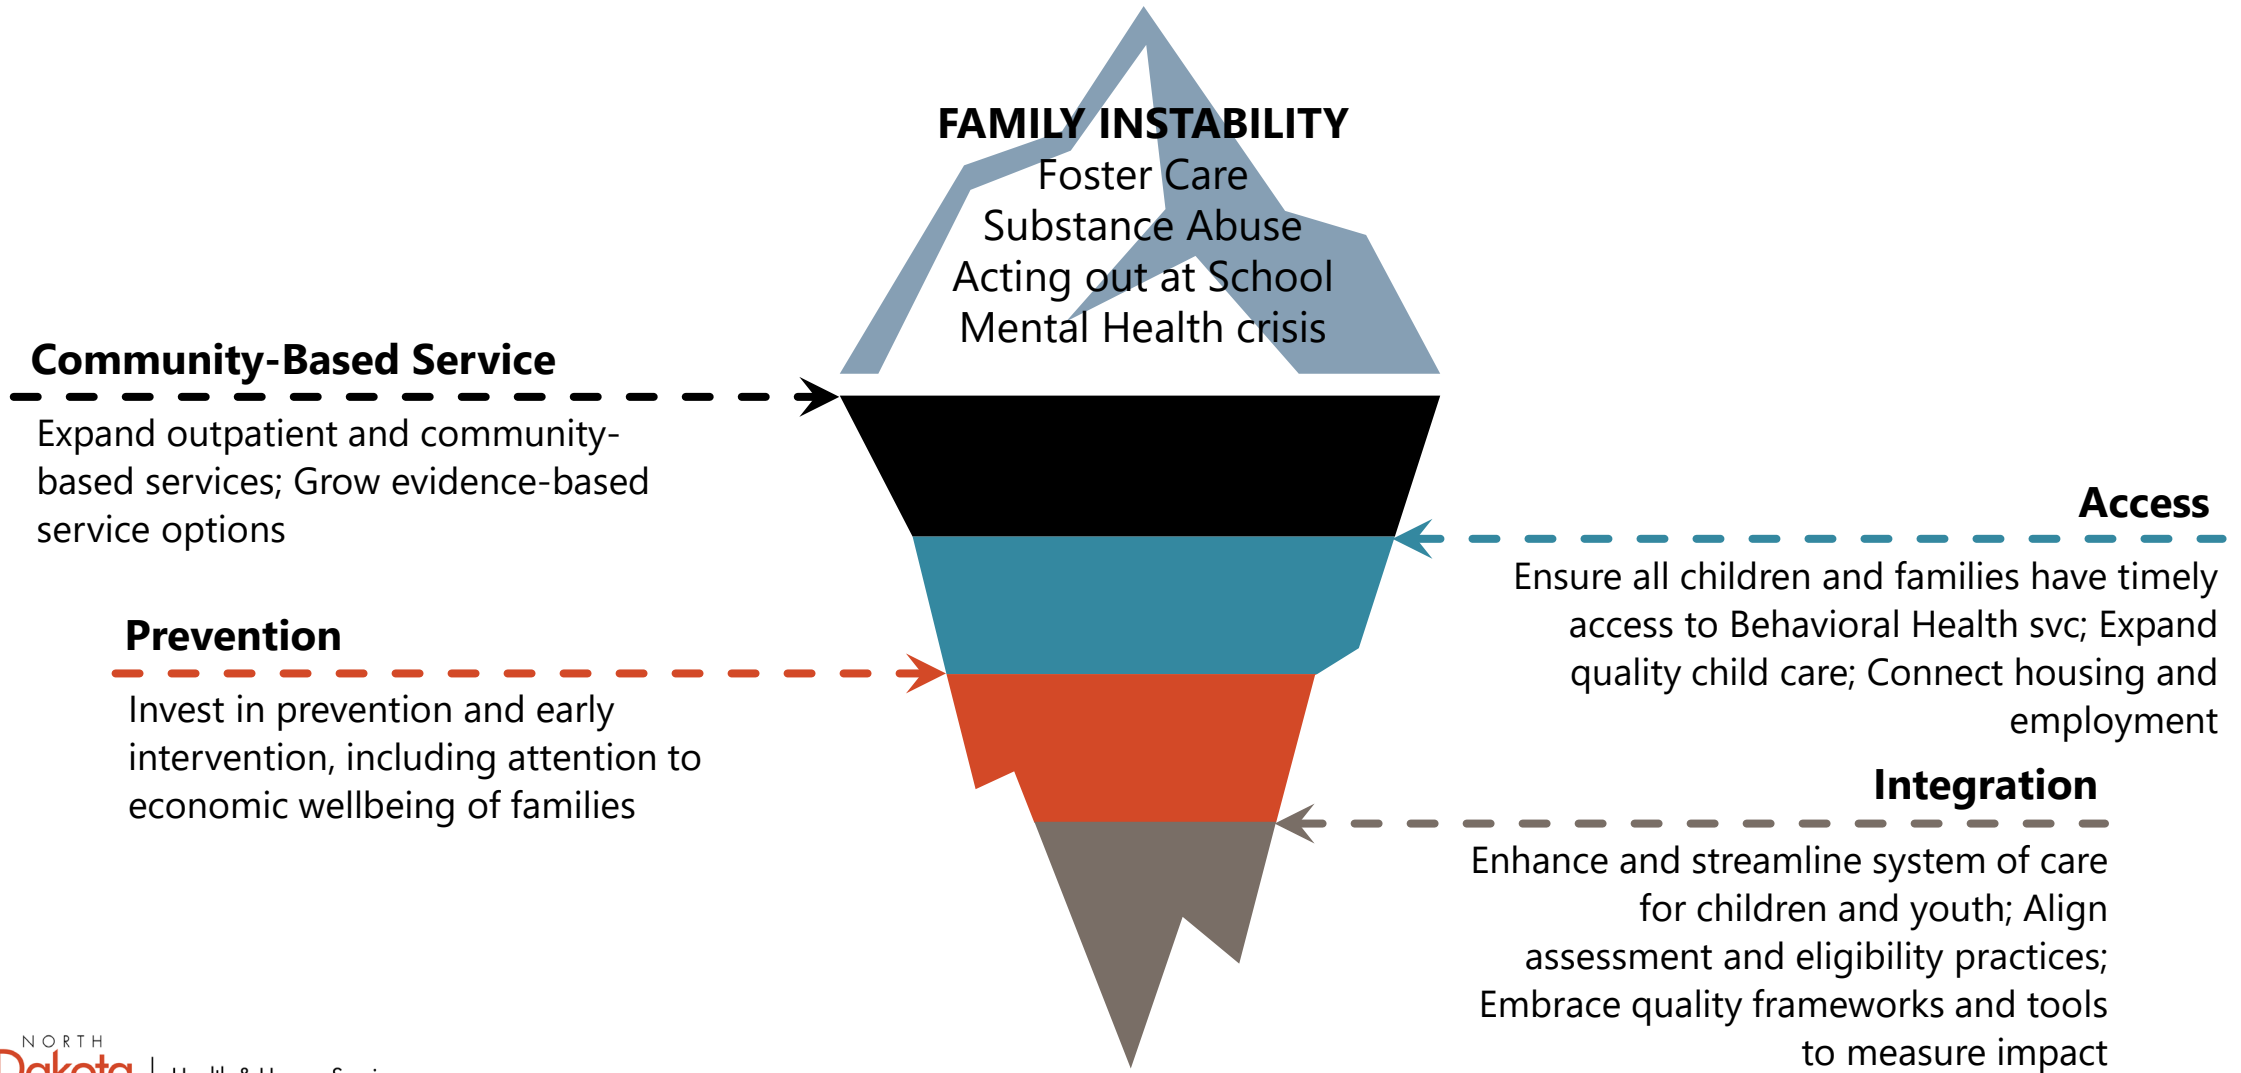 FAMILY INSTABILITY
Foster Care
Substance Abuse
Acting out at School
Mental Health crisis
Community-Based Service
Expand outpatient and community-
based services; Grow evidence-based
service options
Access
Ensure all children and families have timely
access to Behavioral Health svc; Expand
quality child care; Connect housing and
employment
Prevention
Invest in prevention and early
intervention, including attention to
economic wellbeing of families
Integration
Enhance and streamline system of care
for children and youth; Align
assessment and eligibility practices;
Embrace quality frameworks and tools
to measure impact
NORTH
Dakota